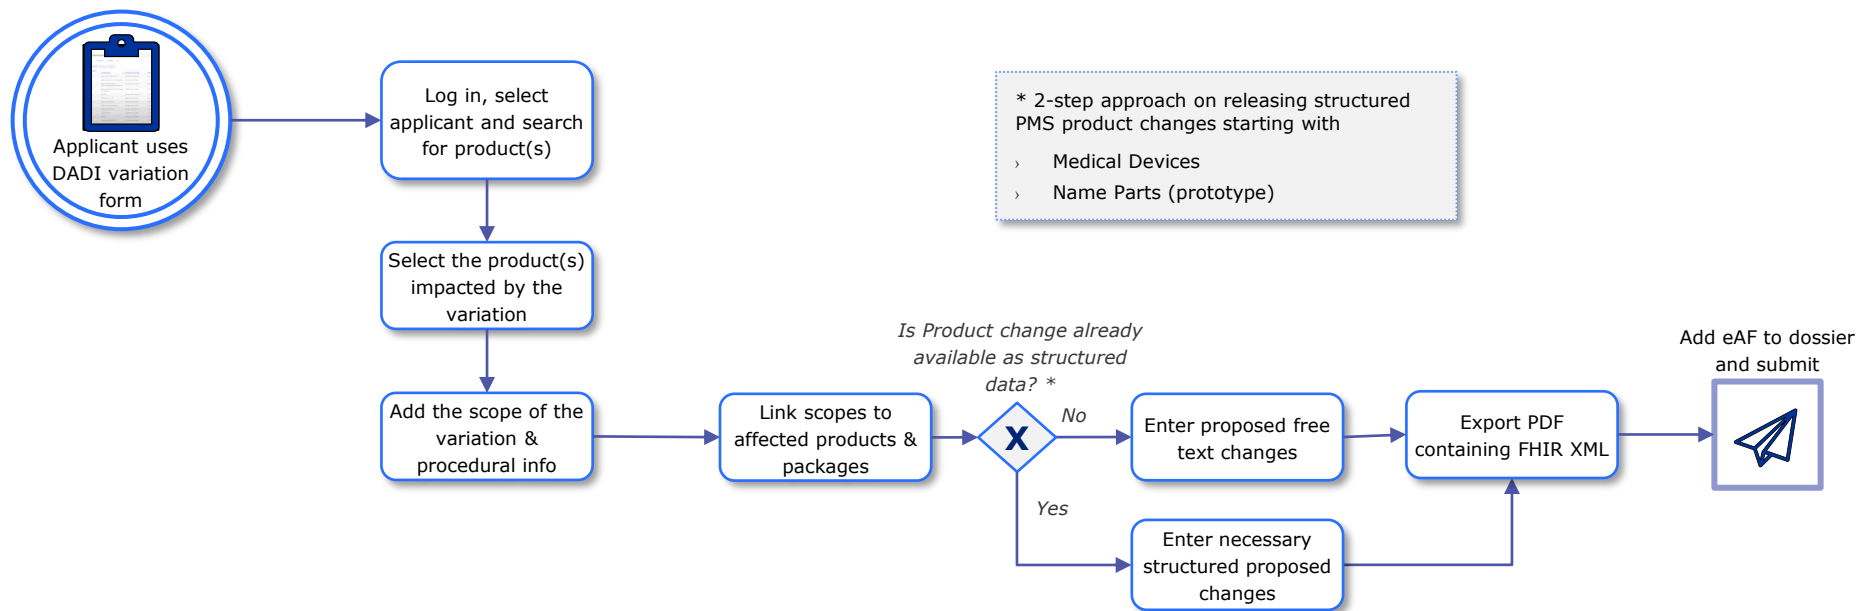 Applicant uses
DADI variation
form
Log in, select
applicant and search
for product(s)
Select the product(s)
impacted by the
variation
Add the scope of the
variation &
procedural info
Link scopes to
affected products &
packages
* 2-step approach on releasing structured
PMS product changes starting with
› Medical Devices
› Name Parts (prototype)
Is Product change already
available as structured
data? *
X
No
Yes
Enter proposed free
text changes
Enter necessary
structured proposed
changes
Export PDF
containing FHIR XML
Add eAF to dossier
and submit